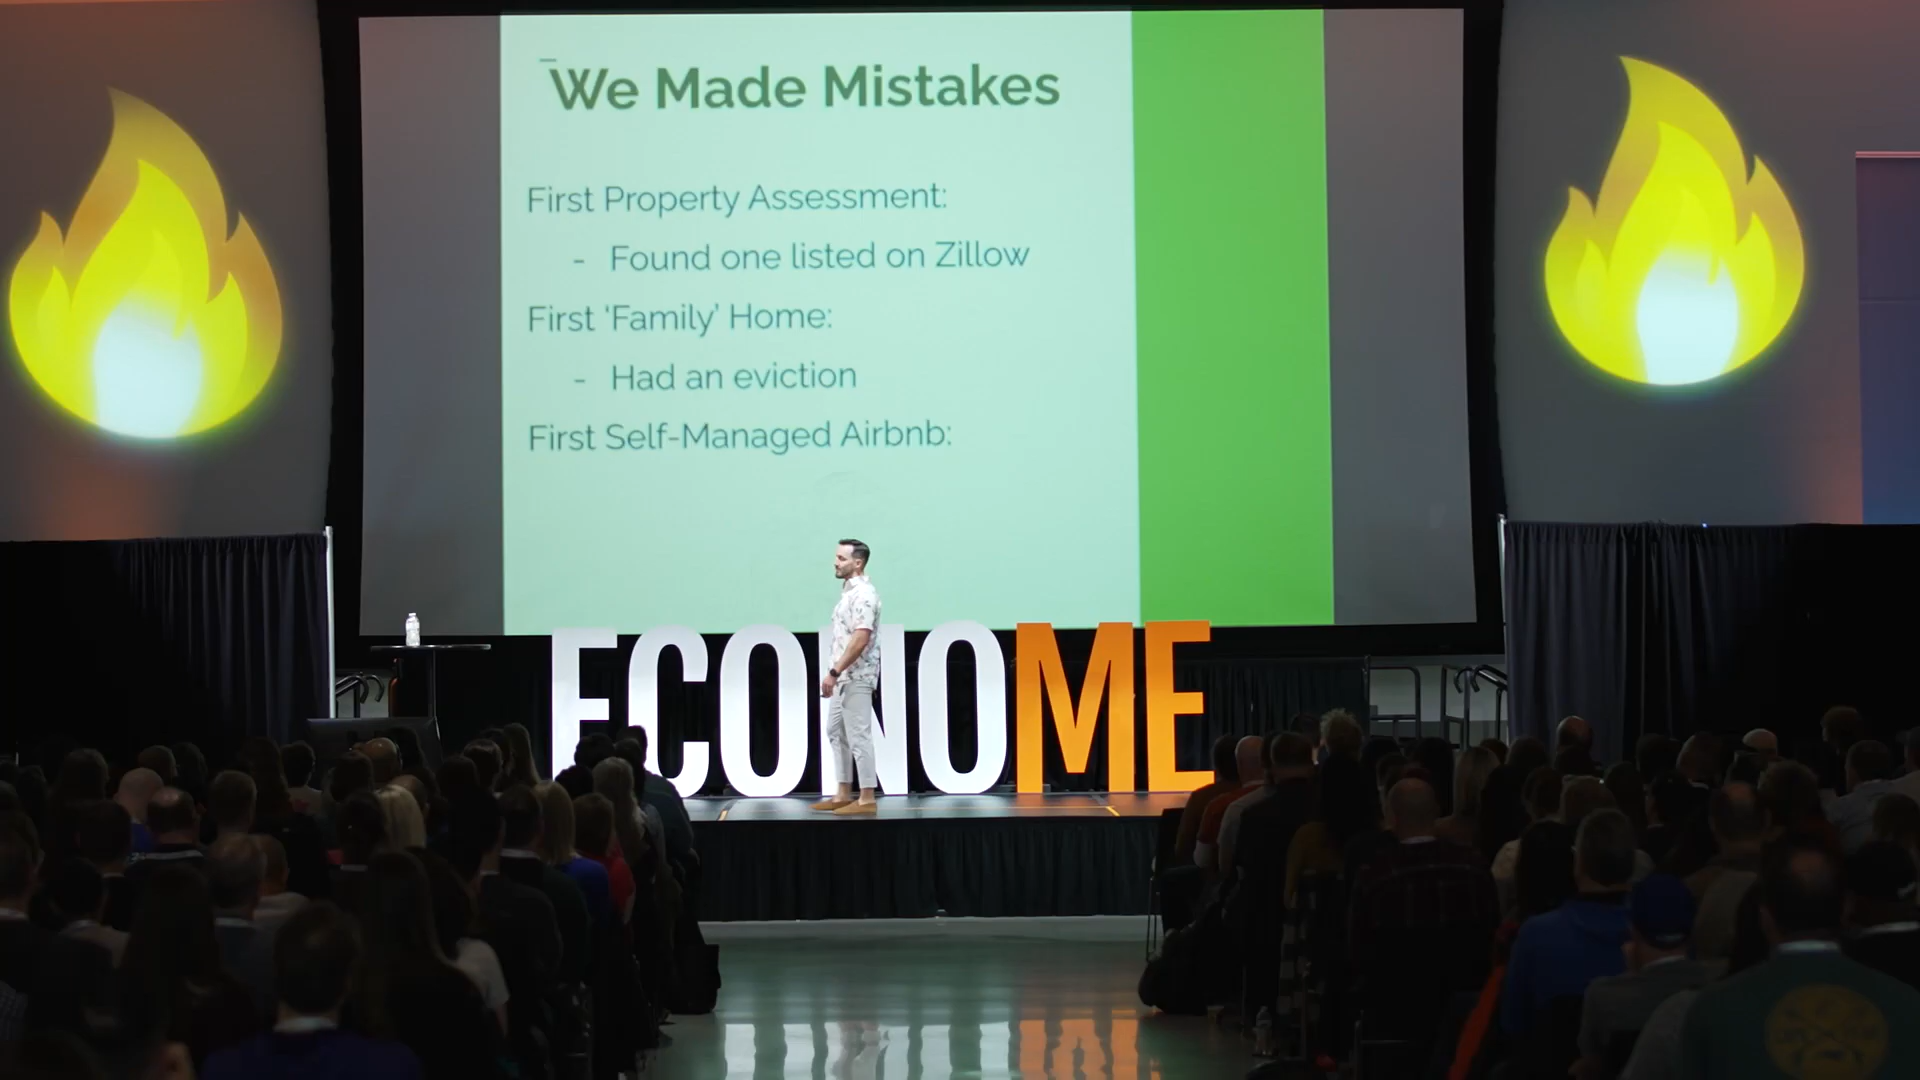 We Made Mistakes
First Property Assessment:
- Found one listed on Zillow
First ‘Family’ Home:
- Had an eviction
First Self-Managed Airbnb:
ECONOME